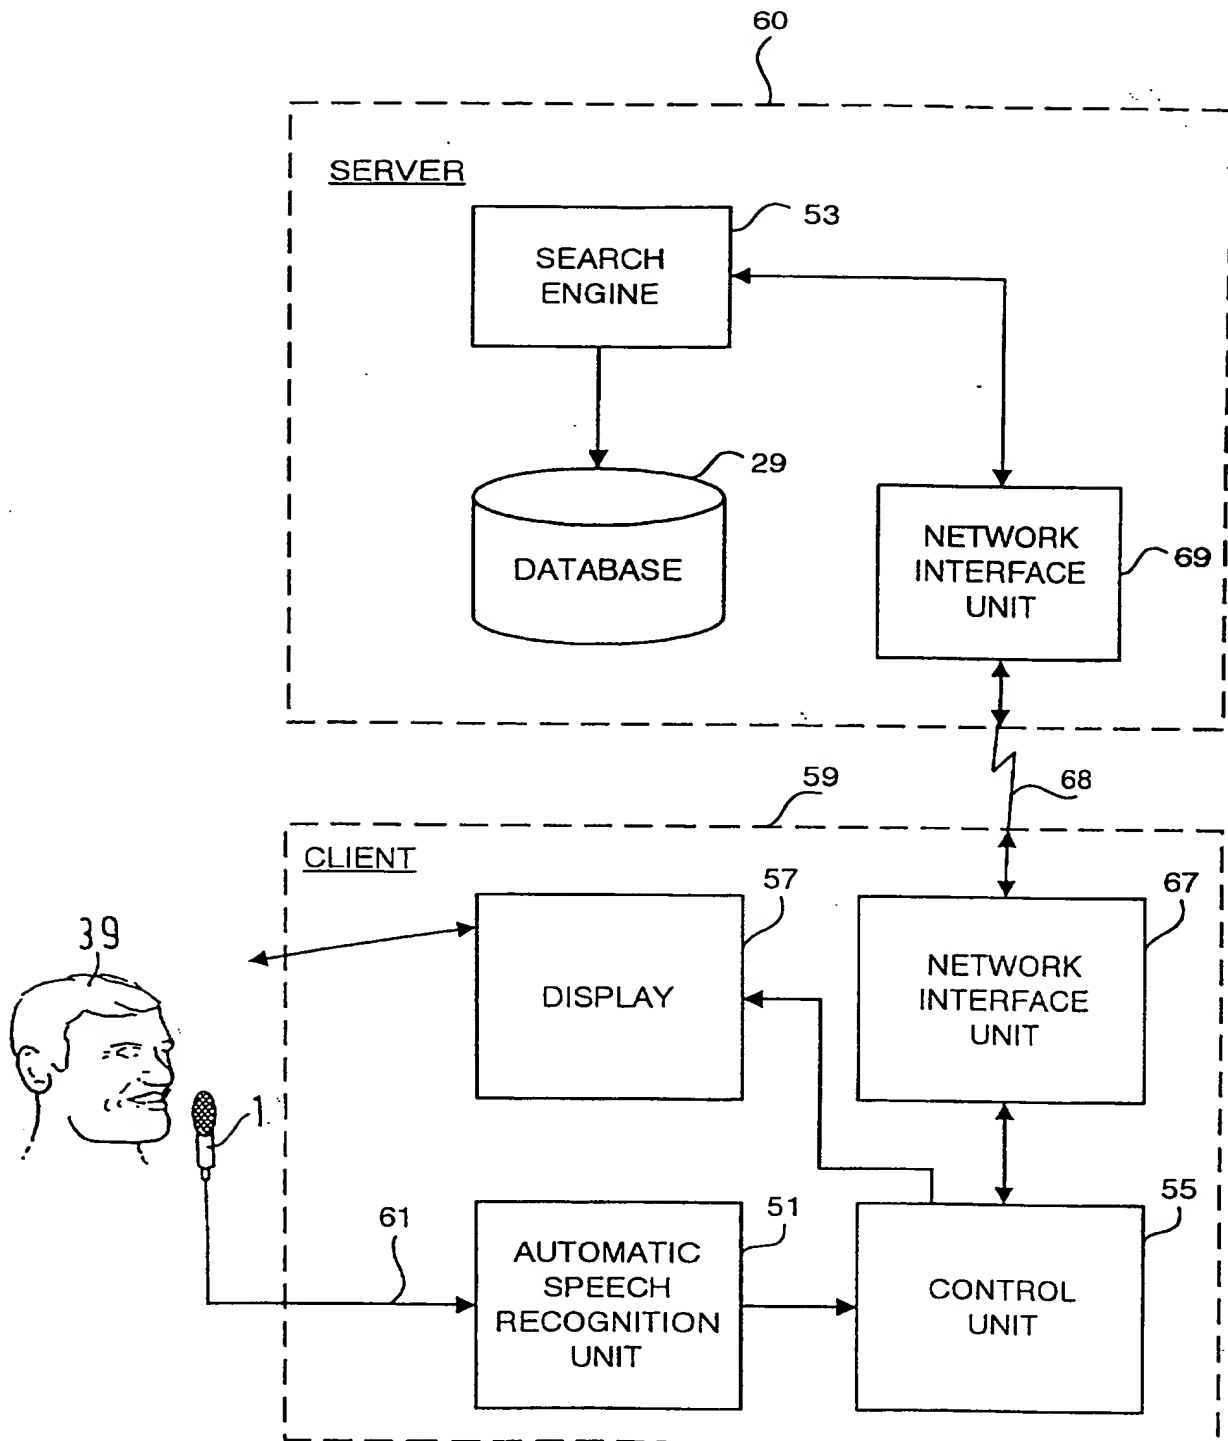 60
SERVER
53
SEARCH
ENGINE
29
DATABASE
NETWORK
INTERFACE
UNIT
69
68
59
CLIENT
57
67
39
DISPLAY
NETWORK
INTERFACE
UNIT
1
61
51
55
AUTOMATIC
SPEECH
RECOGNITION
UNIT
CONTROL
UNIT